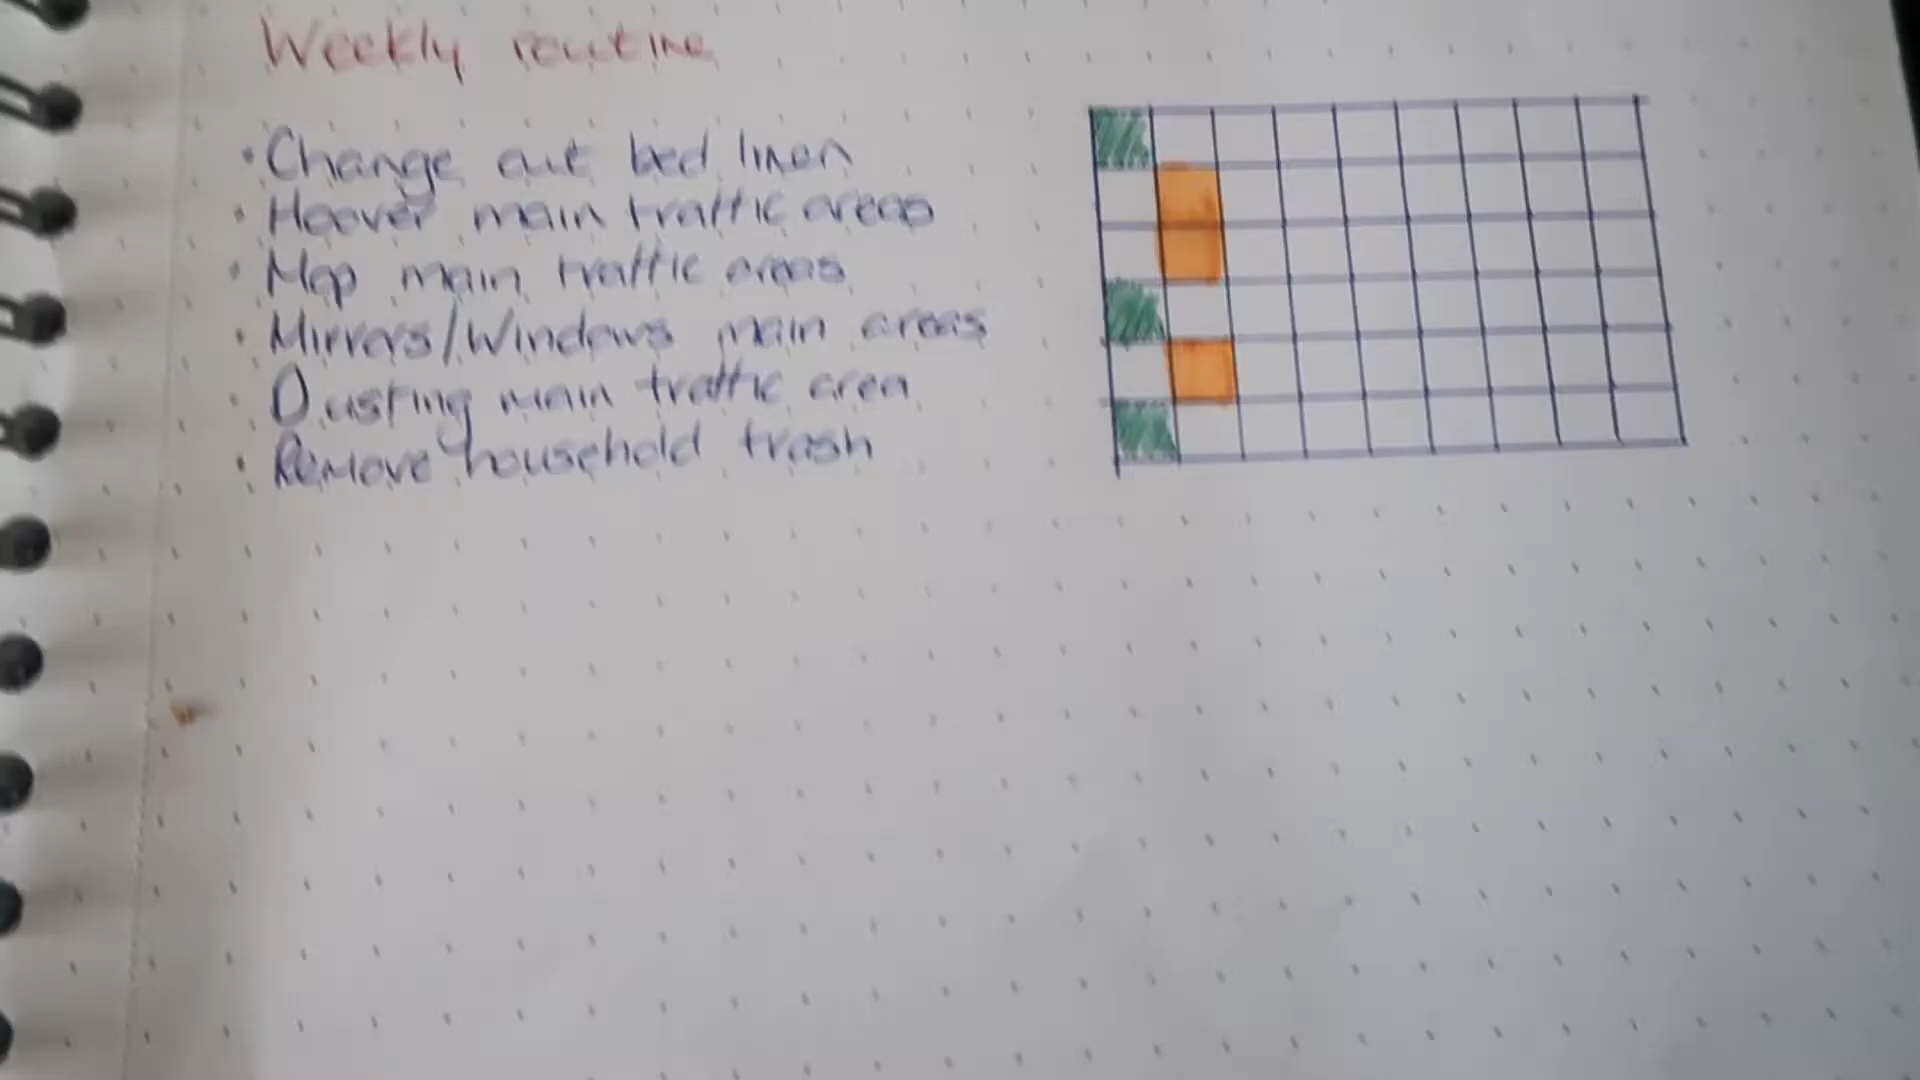 Weekly routine
• Change out bed linen
• Hoover main traffic areas
• Mop main traffic areas
• Mirrors/Windows main areas
• Dusting main traffic area
• Remove household trash